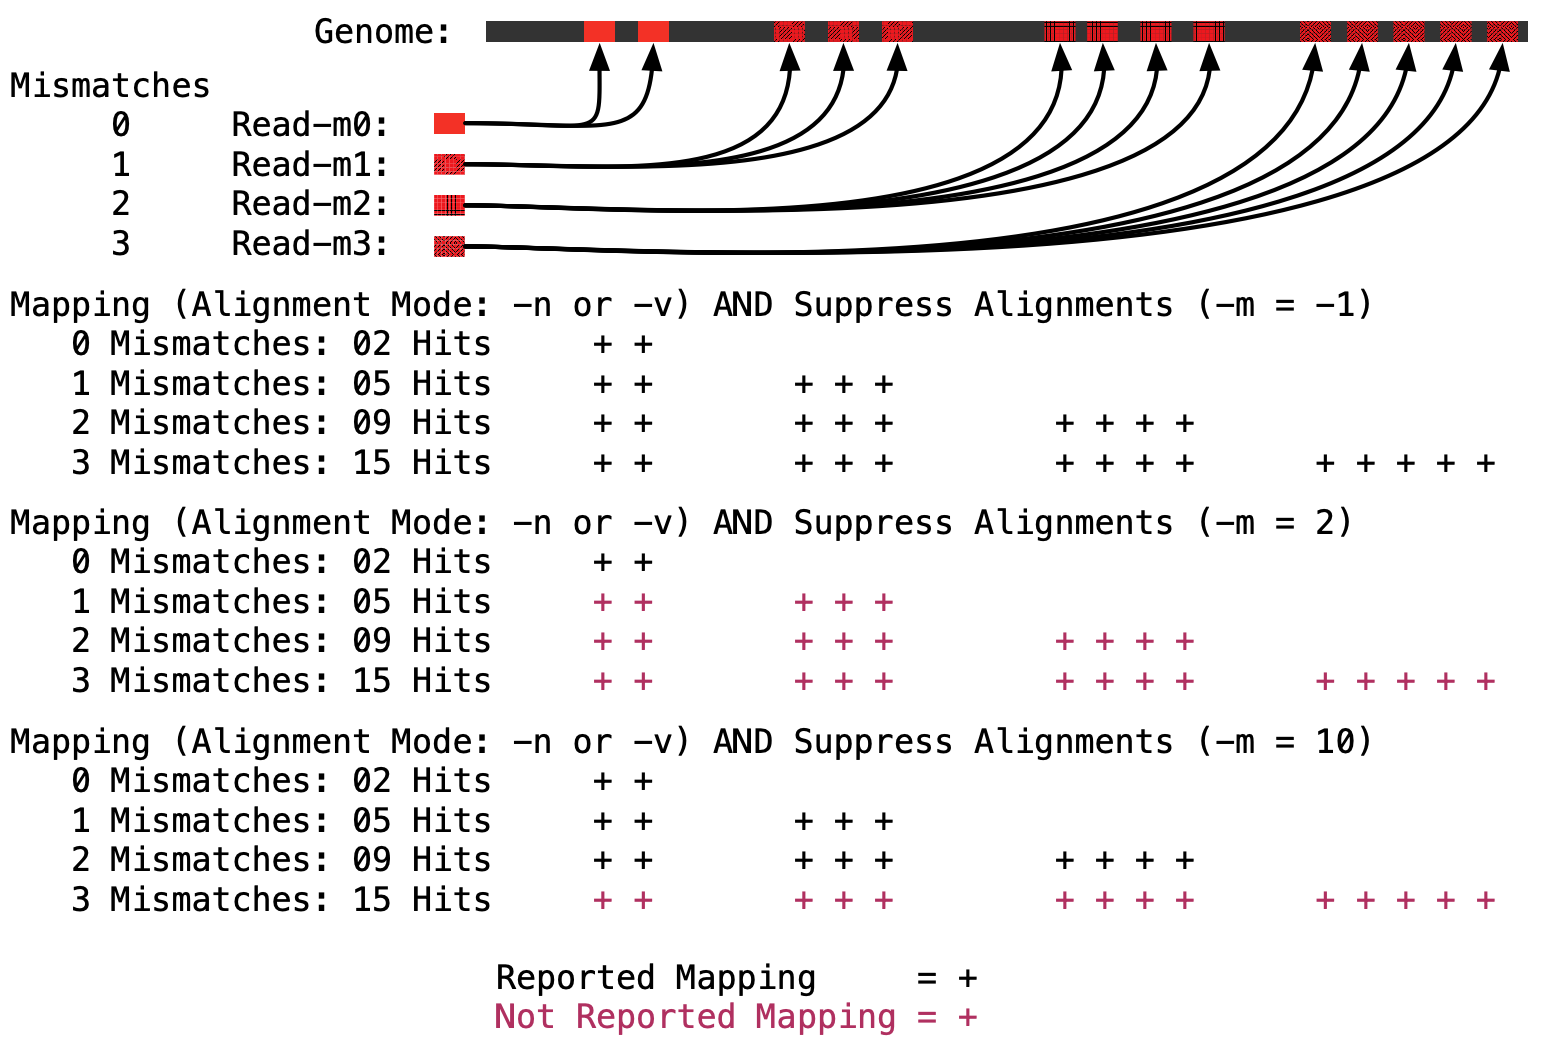 Genome:
Mismatches
0 Read-m0:
1 Read-m1:
2 Read-m2:
3 Read-m3:
Mapping (Alignment Mode: -n or -v) AND Suppress Alignments (-m = -1)
0 Mismatches: 02 Hits + +
1 Mismatches: 05 Hits + + + + +
2 Mismatches: 09 Hits + + + + + + + + +
3 Mismatches: 15 Hits + + + + + + + + + + + + + +
Mapping (Alignment Mode: -n or -v) AND Suppress Alignments (-m = 2)
0 Mismatches: 02 Hits + +
1 Mismatches: 05 Hits + + + + +
2 Mismatches: 09 Hits + + + + + + + + +
3 Mismatches: 15 Hits + + + + + + + + + + + + + +
Mapping (Alignment Mode: -n or -v) AND Suppress Alignments (-m = 10)
0 Mismatches: 02 Hits + +
1 Mismatches: 05 Hits + + + + +
2 Mismatches: 09 Hits + + + + + + + + +
3 Mismatches: 15 Hits + + + + + + + + + + + + + +
Reported Mapping = +
Not Reported Mapping = +